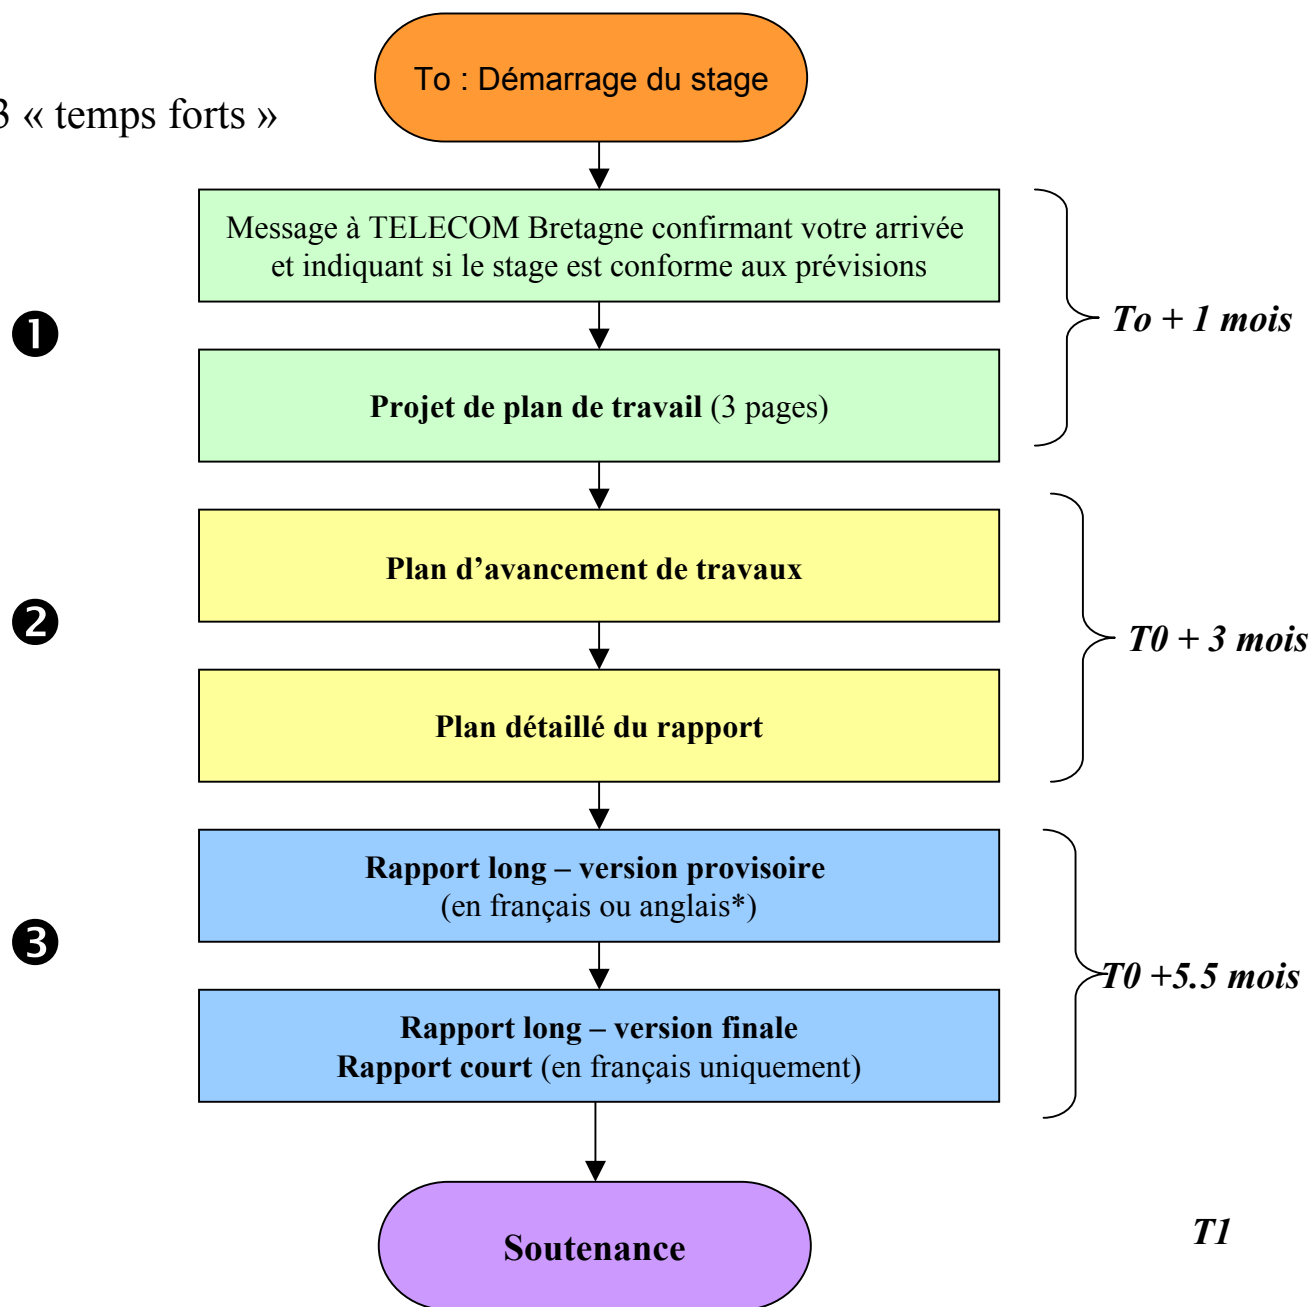 To : Démarrage du stage
3 « temps forts »
Message à TELECOM Bretagne confirmant votre arrivée
et indiquant si le stage est conforme aux prévisions
❶
To + 1 mois
Projet de plan de travail (3 pages)
Plan d’avancement de travaux
❷
T0 + 3 mois
Plan détaillé du rapport
Rapport long – version provisoire
(en français ou anglais*)
❸
T0 +5.5 mois
Rapport long – version finale
Rapport court (en français uniquement)
Soutenance
T1